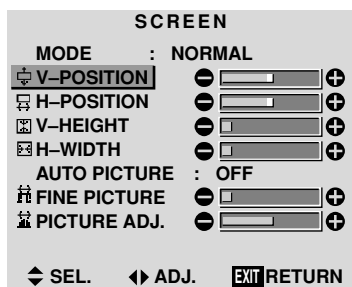 SCREEN
MODE : NORMAL
V–POSITION
H–POSITION
V–HEIGHT
H–WIDTH
AUTO PICTURE : OFF
FINE PICTURE
PICTURE ADJ.
SEL. ADJ. EXIT RETURN